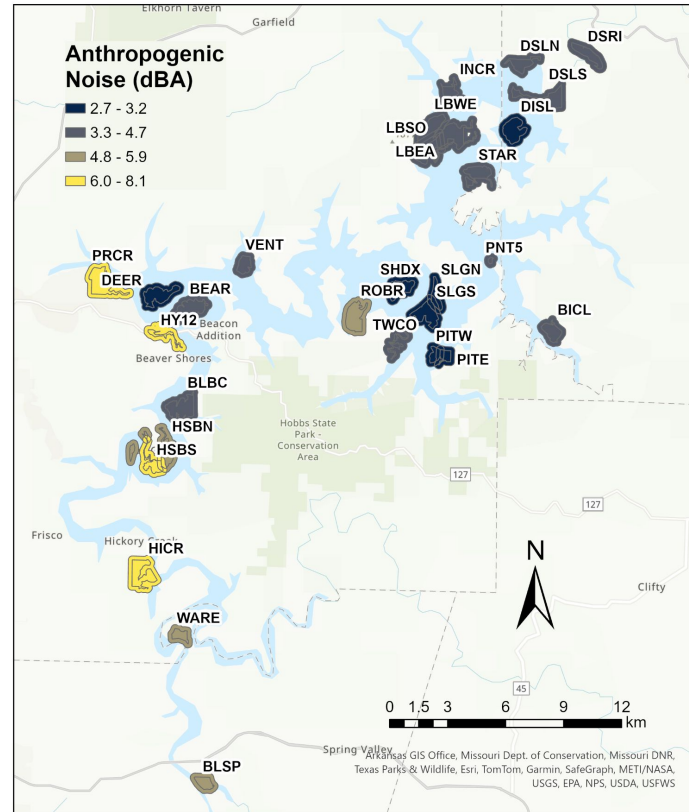 Elkhorn Tavern
Garfield
Anthropogenic
Noise (dBA)
2.7 - 3.2
3.3 - 4.7
4.8 - 5.9
6.0 - 8.1
DSRI
DSLN
INCR
DSLS
LBWE
DISL
LBSO
LBEA
STAR
VENT
PNT5
PRCR
DEER
SHDX
SLGN
BEAR
ROBR
SLGS
BICL
HY12
Beacon
Addition
TWCO
PITW
Beaver Shores
PITE
BLBC
HSBN
Hobbs State
Park -
Conservation
Area
HSBS
127
127
Frisco
Hickory Creek
HICR
N
Clifty
WARE
45
0 1.5 3 6 9 12
km
Spring Valley
BLSP
Arkansas GIS Office, Missouri Dept. of Conservation, Missouri DNR,
Texas Parks & Wildlife, Esri, TomTom, Garmin, SafeGraph, METI/NASA,
USGS, EPA, NPS, USDA, USFWS